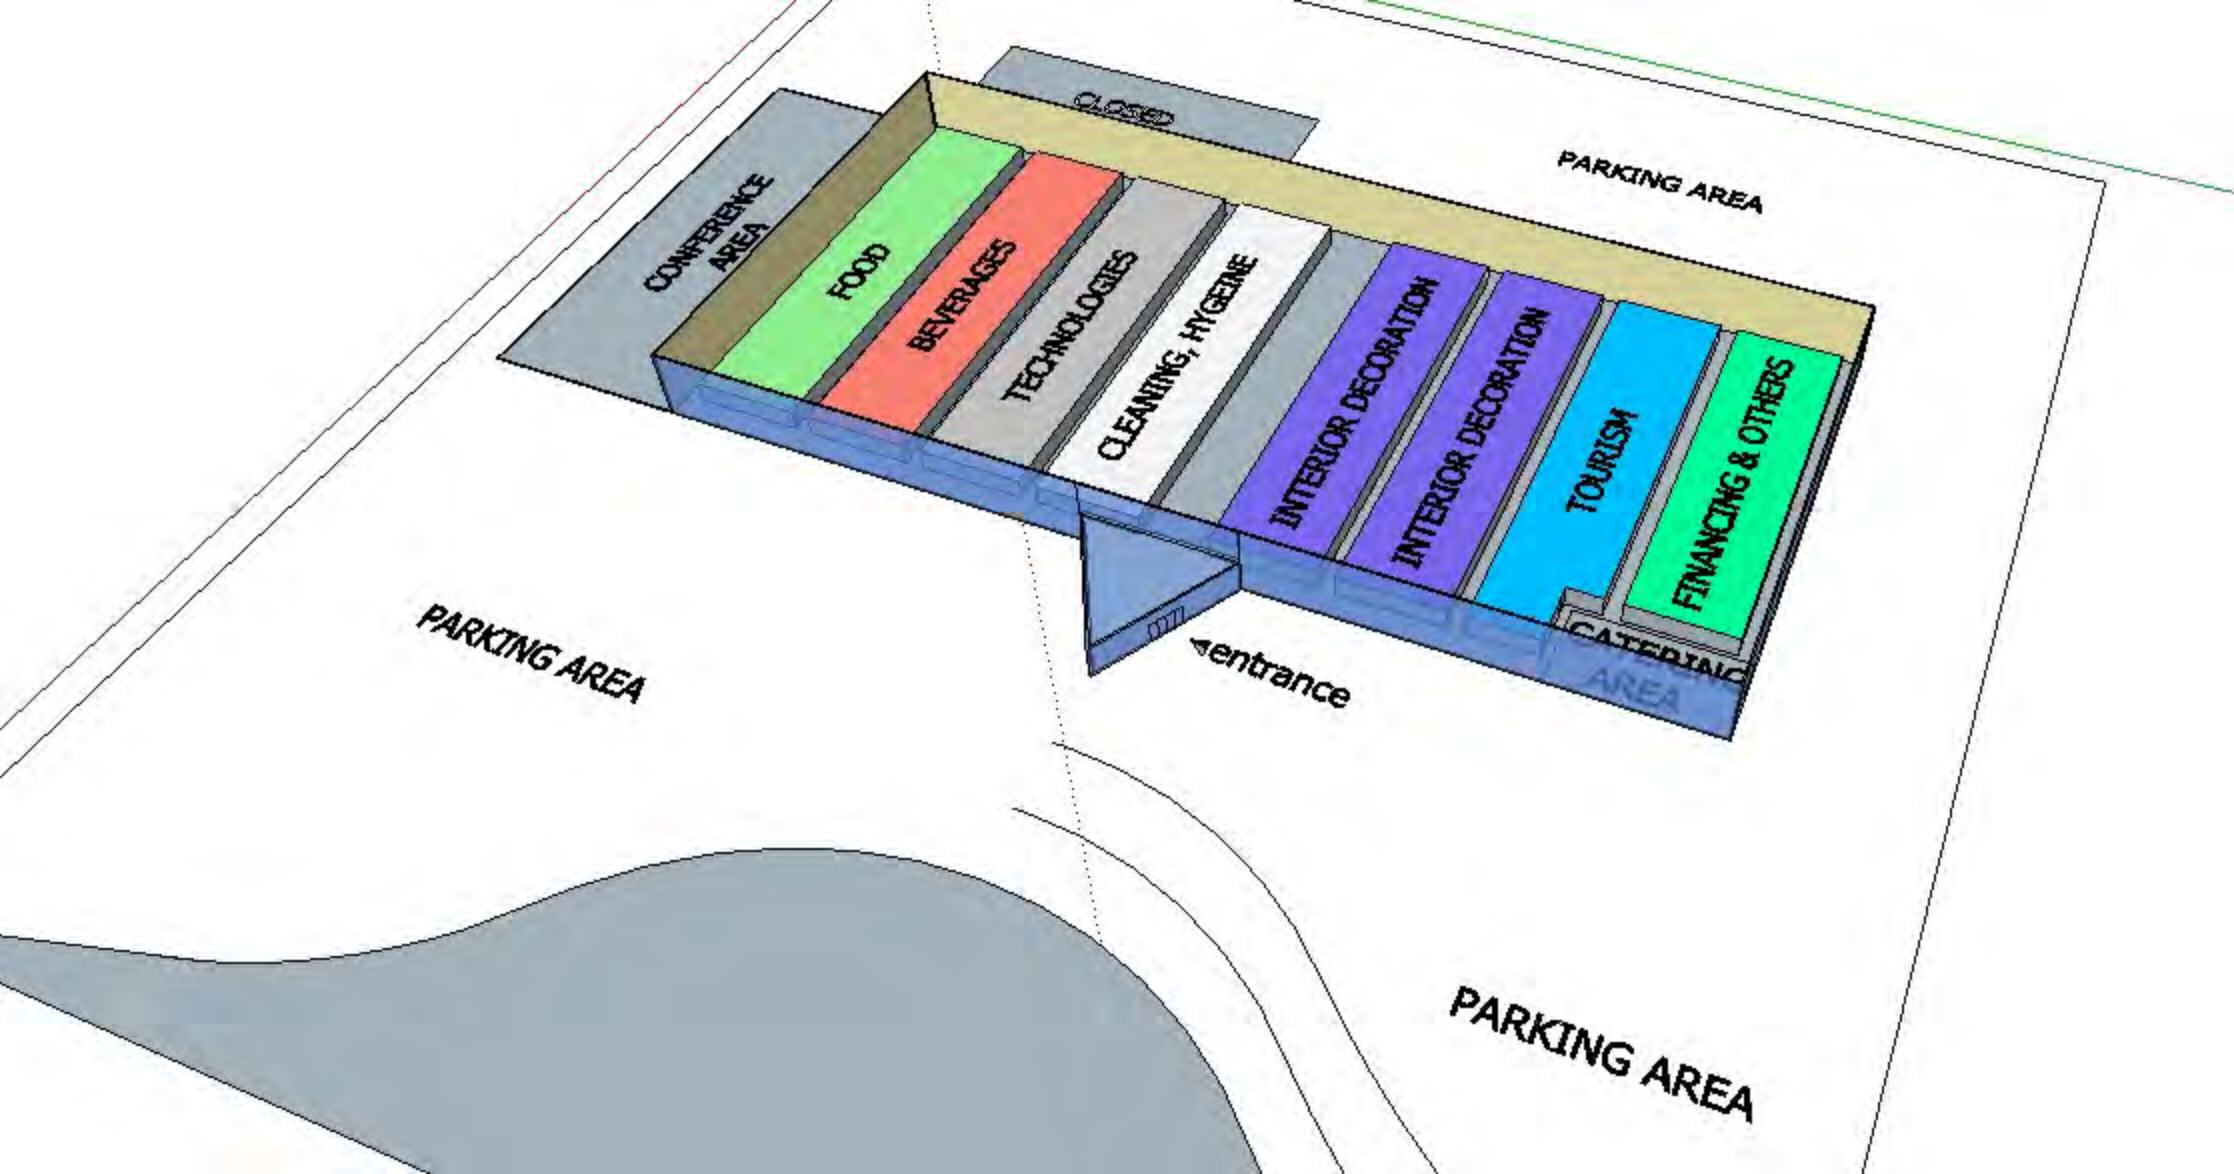 CLOSED
PARKING AREA
CONFERENCE
AREA
FOOD
BEVERAGES
TECHNOLOGIES
CLEANING, HYGEINE
INTERIOR DECORATION
INTERIOR DECORATION
TOURISM
FINANCING & OTHERS
CATERING
AREA
PARKING AREA
entrance
PARKING AREA